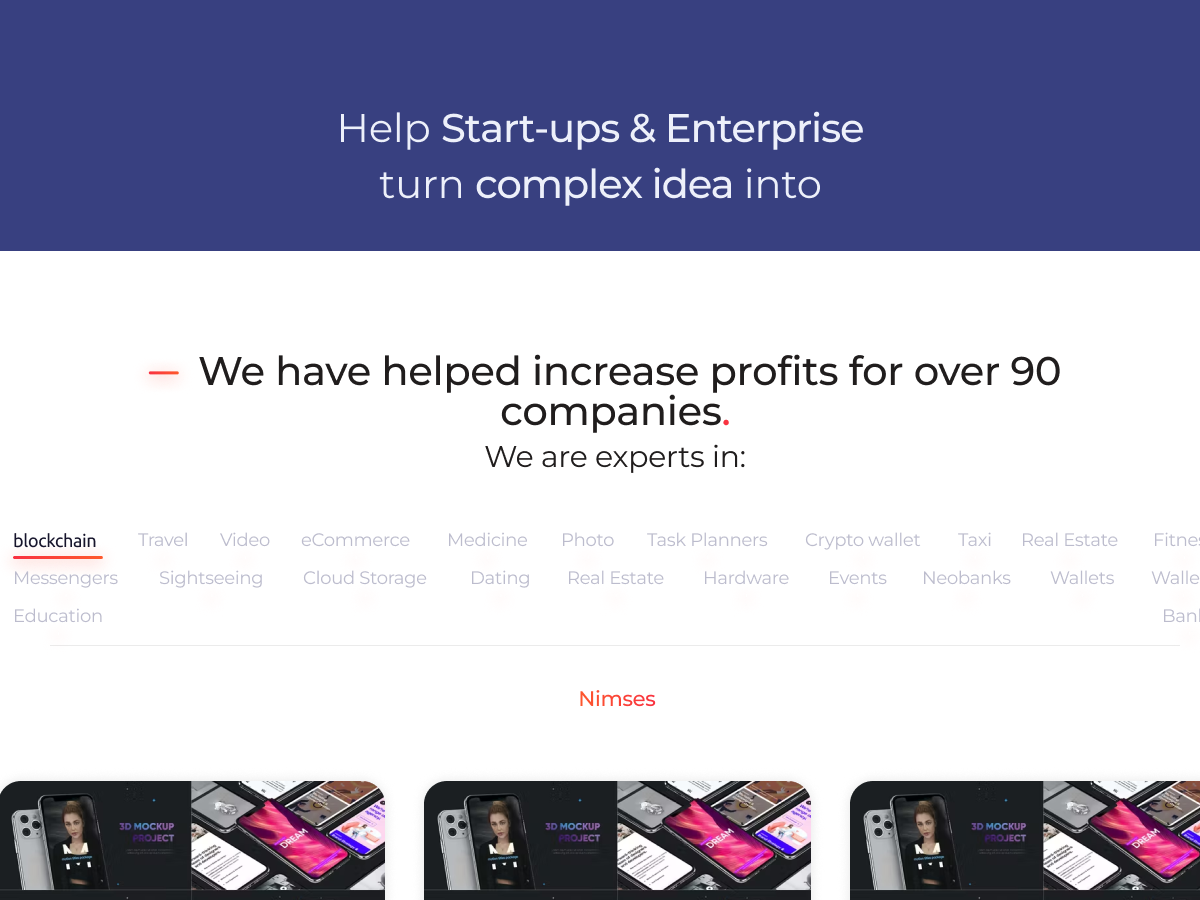 Help Start-ups & Enterprise
turn complex idea into
We have helped increase profits for over 90
companies.
We are experts in:
blockchain Travel Video eCommerce Medicine Photo Task Planners Crypto wallet Taxi Real Estate Fitnes
Messengers Sightseeing Cloud Storage Dating Real Estate Hardware Events Neobanks Wallets Walle
Education Bank
Nimses
3D MOCKUP
PROJECT
DREAM
3D MOCKUP
PROJECT
DREAM
3D MOCKUP
PROJECT
DREAM